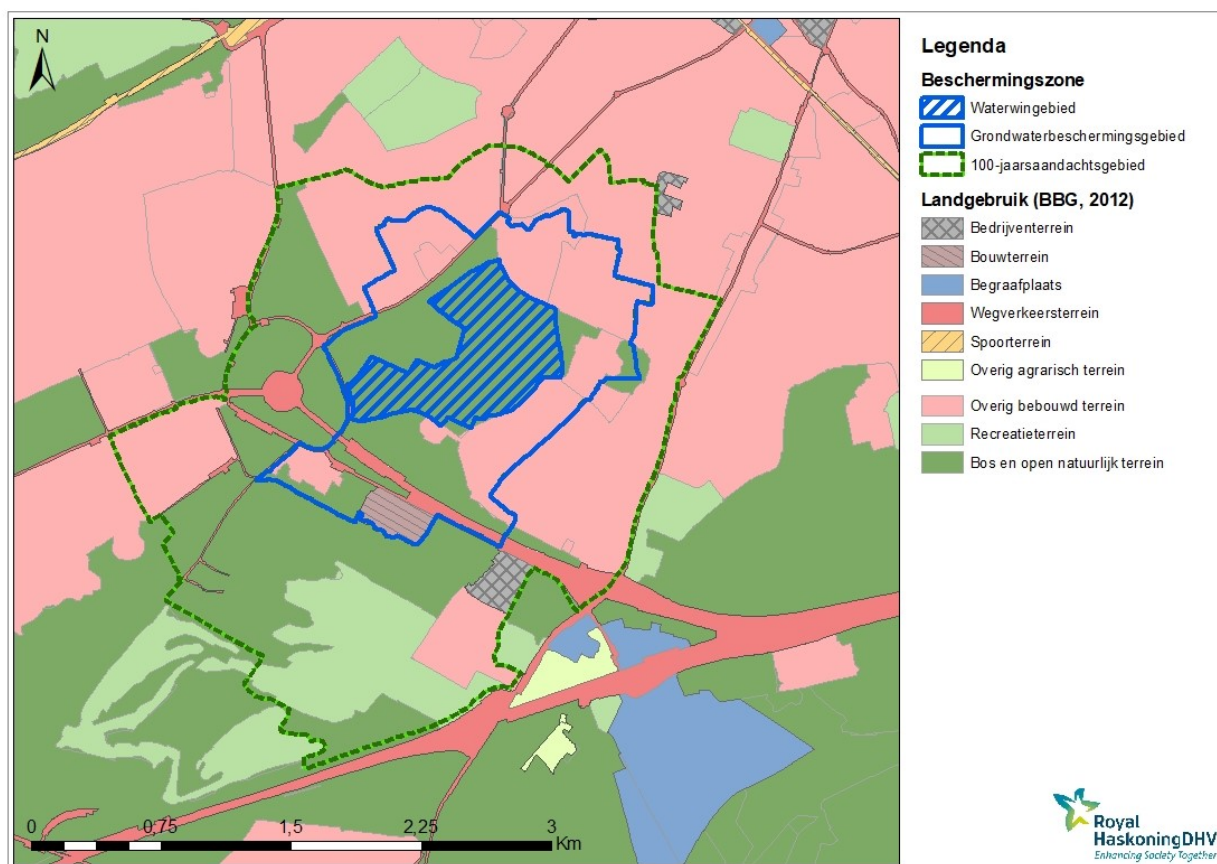 N
0 0,75 1,5 2,25 3
Km
Legenda
Beschermingszone
Waterwingebied
Grondwaterbeschermingsgebied
100-jaarsaandachtsgebied
Landgebruik (BBG, 2012)
Bedrijventerrein
Bouwterrein
Begraafplaats
Wegverkeersterrein
Spoorterrein
Overig agrarisch terrein
Overig bebouwd terrein
Recreatieterrein
Bos en open natuurlijk terrein
Royal
HaskoningDHV
Enhancing Society Together